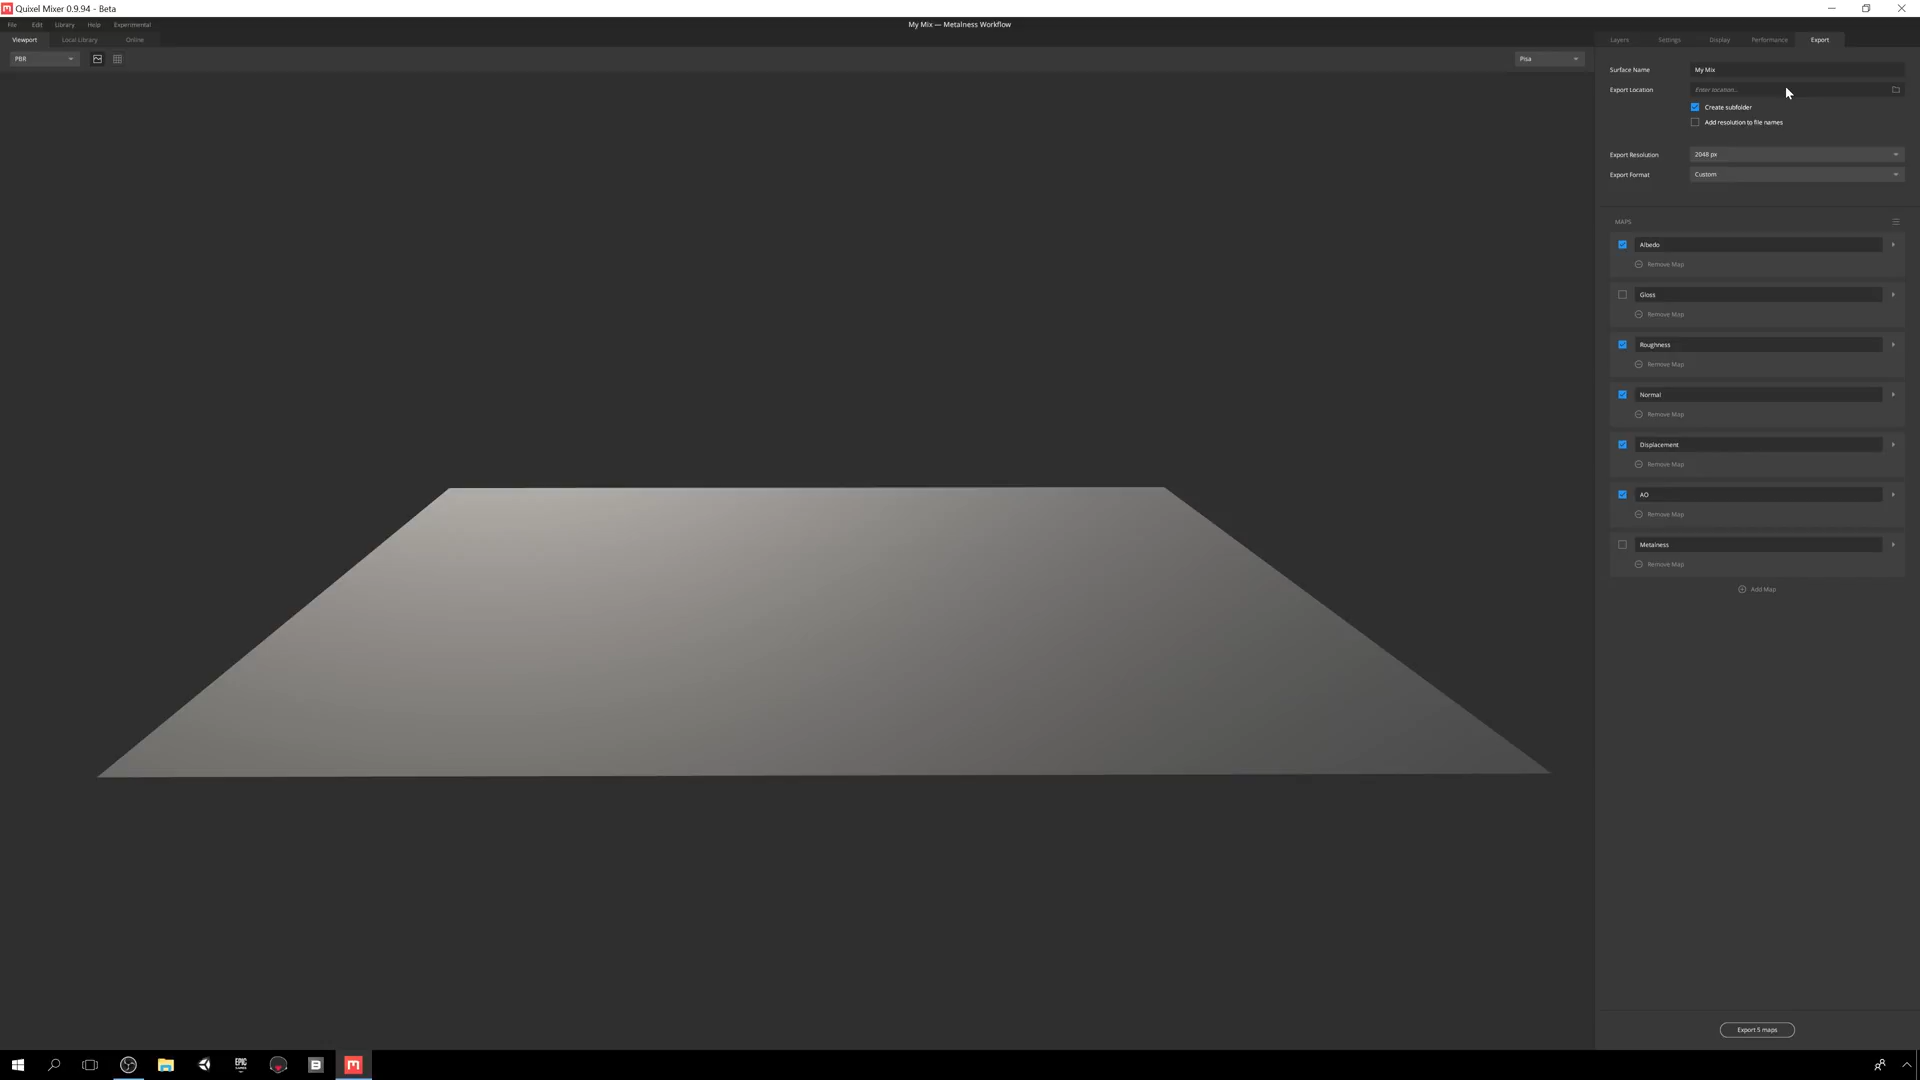 Quixel Mixer 0.9.94 - Beta
File Edit Library Help Experimental
My Mix — Metalness Workflow
Viewport Local Library Online
Layers Settings Display Performance Export
PBR
Pisa
Surface Name My Mix
Export Location Enter location...
Create subfolder
Add resolution to file names
Export Resolution 2048 px
Export Format Custom
MAPS
Albedo
Remove Map
Gloss
Remove Map
Roughness
Remove Map
Normal
Remove Map
Displacement
Remove Map
AO
Remove Map
Metalness
Remove Map
Add Map
Export 5 maps
EPIC
GAMES